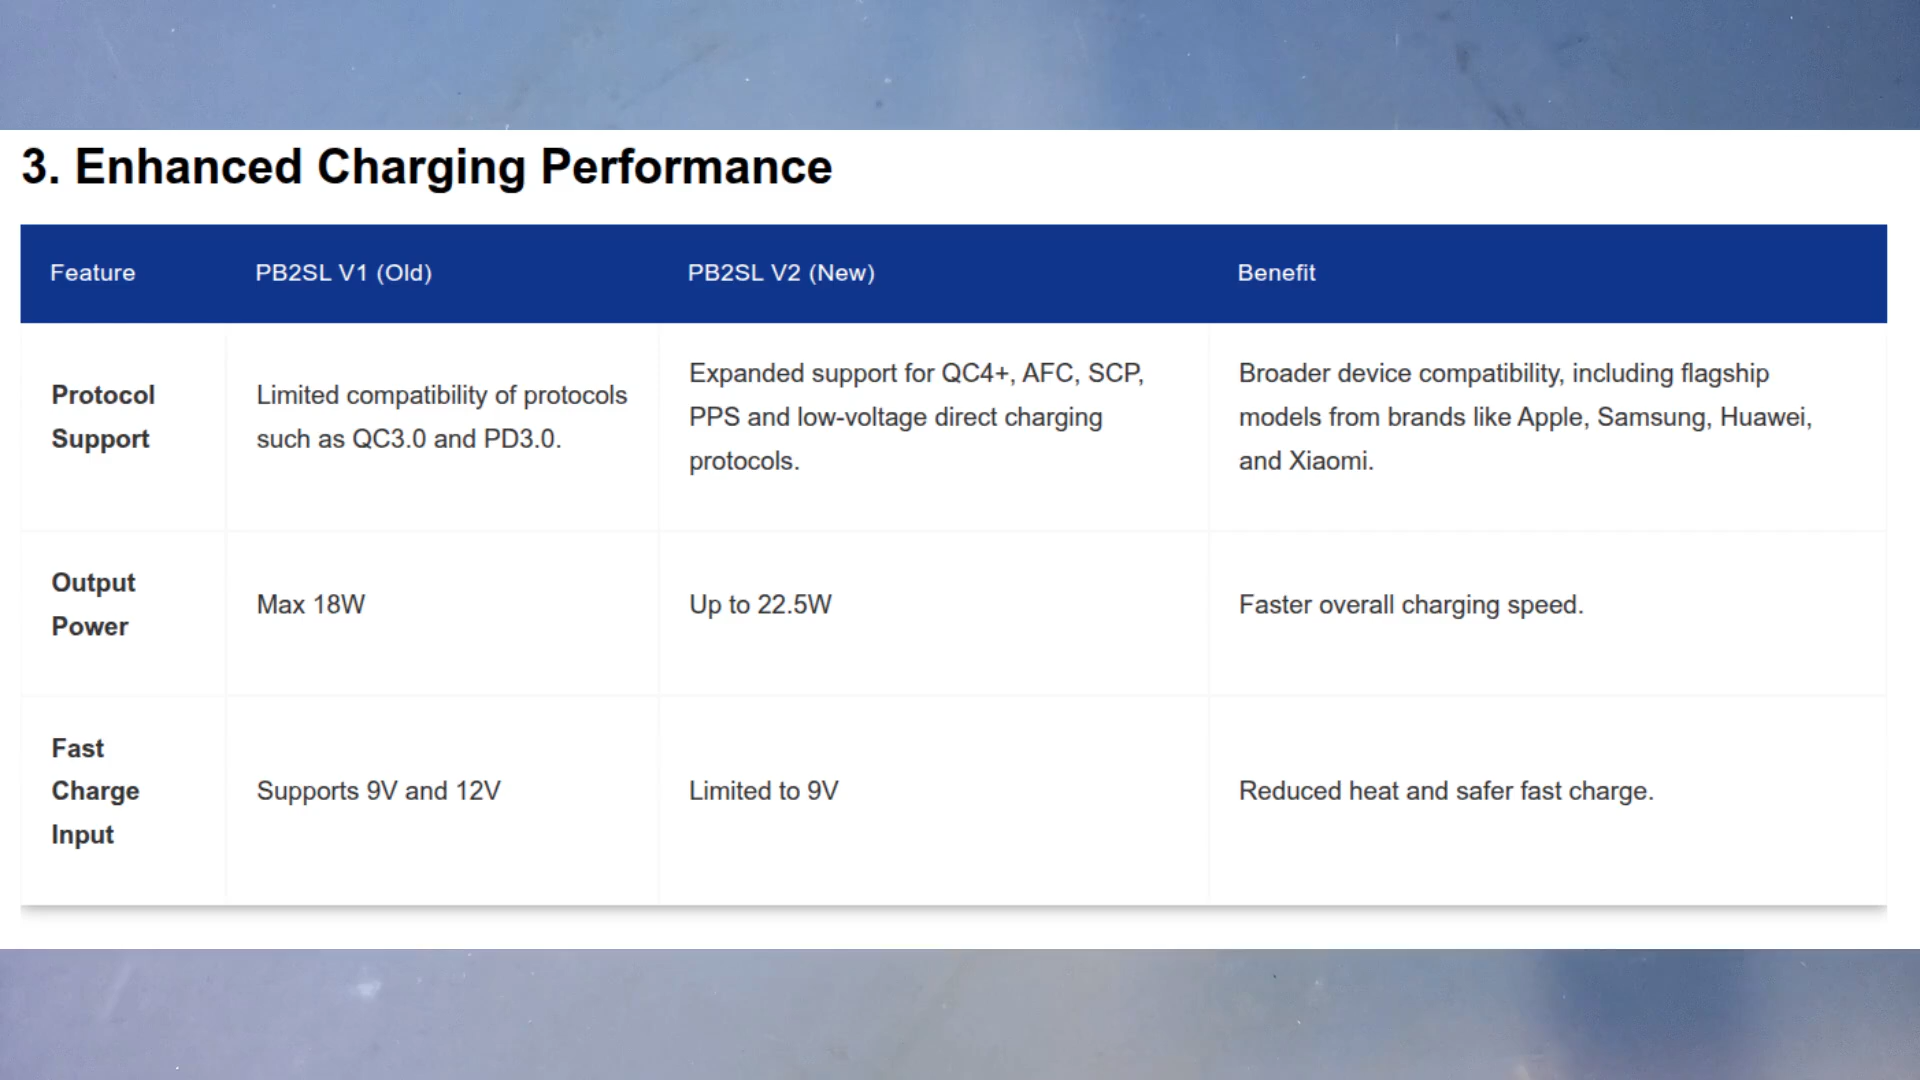 3. Enhanced Charging Performance
Feature
PB2SL V1 (Old)
PB2SL V2 (New)
Benefit
Protocol
Support
Limited compatibility of protocols
such as QC3.0 and PD3.0.
Expanded support for QC4+, AFC, SCP,
PPS and low-voltage direct charging
protocols.
Broader device compatibility, including flagship
models from brands like Apple, Samsung, Huawei,
and Xiaomi.
Output
Power
Max 18W
Up to 22.5W
Faster overall charging speed.
Fast
Charge
Input
Supports 9V and 12V
Limited to 9V
Reduced heat and safer fast charge.